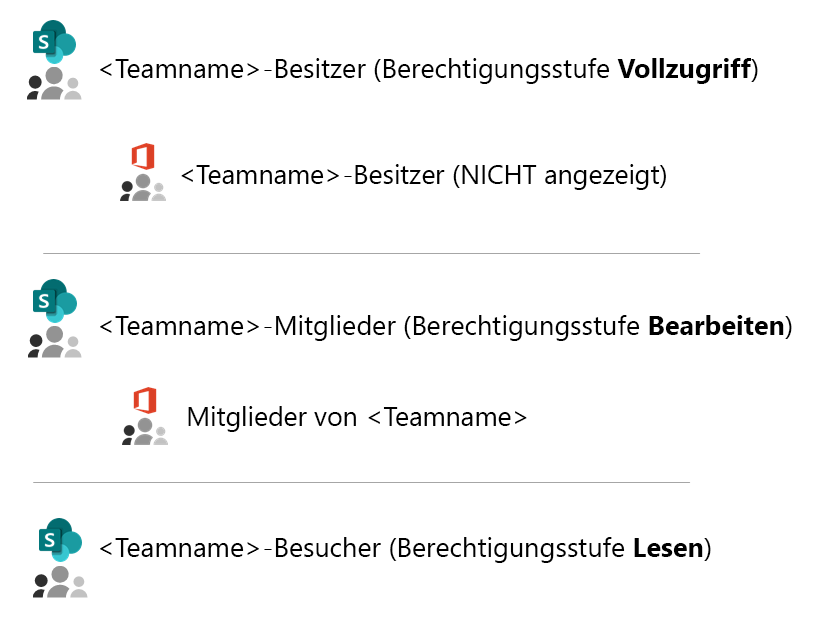 S
<Teamname>-Besitzer (Berechtigungsstufe Vollzugriff)
<Teamname>-Besitzer (NICHT angezeigt)
S
<Teamname>-Mitglieder (Berechtigungsstufe Bearbeiten)
Mitglieder von <Teamname>
S
<Teamname>-Besucher (Berechtigungsstufe Lesen)